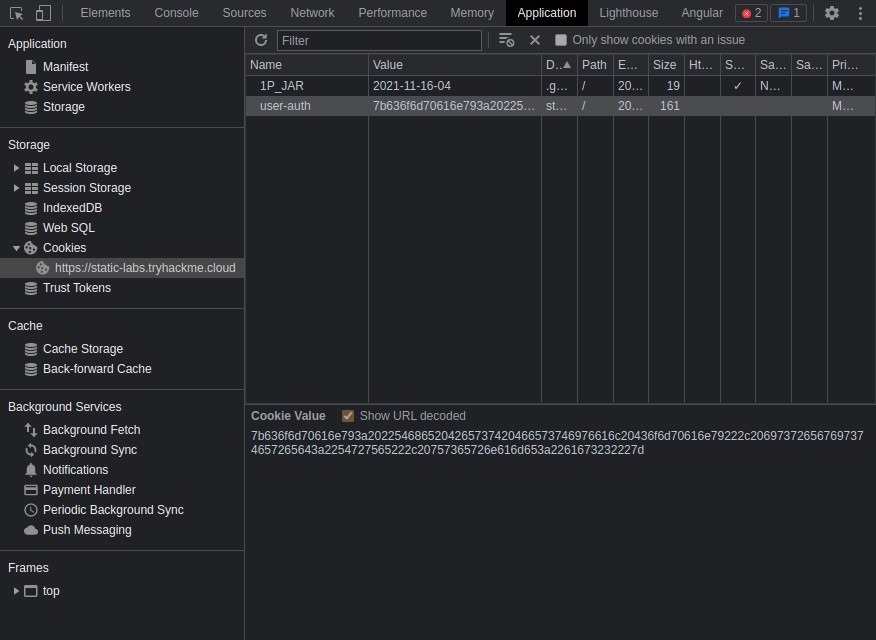 Elements Console Sources Network Performance Memory Application Lighthouse Angular 2 1
Application
Manifest
Service Workers
Storage
Storage
Local Storage
Session Storage
IndexedDB
Web SQL
Cookies
https://static-labs.tryhackme.cloud
Trust Tokens
Cache
Cache Storage
Back-forward Cache
Background Services
Background Fetch
Background Sync
Notifications
Payment Handler
Periodic Background Sync
Push Messaging
Frames
top
Filter Only show cookies with an issue
Name Value D… Path E… Size Ht… S… Sa… Sa… Pri…
1P_JAR 2021-11-16-04 .g… / 20… 19 ✓ N… M…
user-auth 7b636f6d70616e793a20225… st… / 20… 161 M…
Cookie Value Show URL decoded
7b636f6d70616e793a2022546865204265737420466573746976616c20436f6d70616e79222c206973726567697
4657265643a2254727565222c20757365726e616d653a2261673232227d